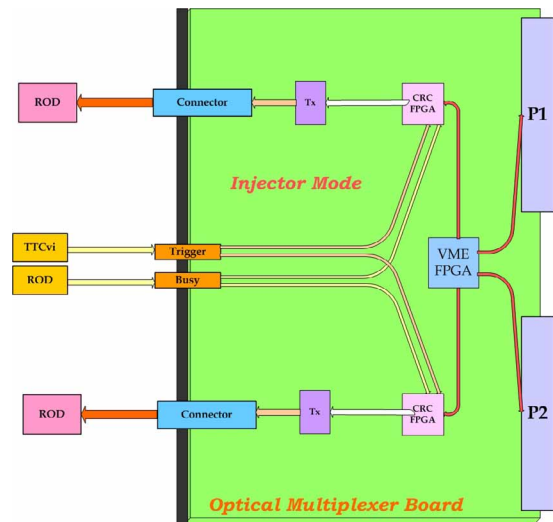 ROD
Connector
Tx
CRC
FPGA
P1
Injector Mode
TTCvi
Trigger
VME
FPGA
ROD
Busy
ROD
Connector
Tx
CRC
FPGA
P2
Optical Multiplexer Board